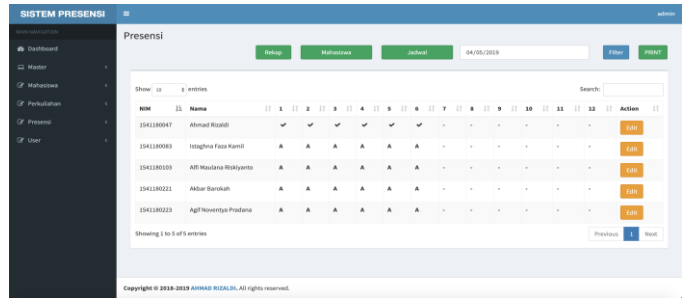 SISTEM PRESENSI
admin
MAIN NAVIGATION
Dashboard
Master
Mahasiswa
Perkuliahan
Presensi
User
Presensi
Rekap Mahasiswa Jadwal 04/05/2019 Filter PRINT
Show 10 entries Search:
NIM Nama 1 2 3 4 5 6 7 8 9 10 11 12 Action
1541180047 Ahmad Rizaldi ✔ ✔ ✔ ✔ ✔ ✔ - - - - - - Edit
1541180083 Istaghna Faza Kamil A A A A A A - - - - - - Edit
1541180103 Alfi Maulana Riskiyanto A A A A A A - - - - - - Edit
1541180221 Akbar Barokah A A A A A A - - - - - - Edit
1541180223 Agif Noventya Pradana A A A A A A - - - - - - Edit
Showing 1 to 5 of 5 entries Previous 1 Next
Copyright © 2018-2019 AHMAD RIZALDI. All rights reserved.